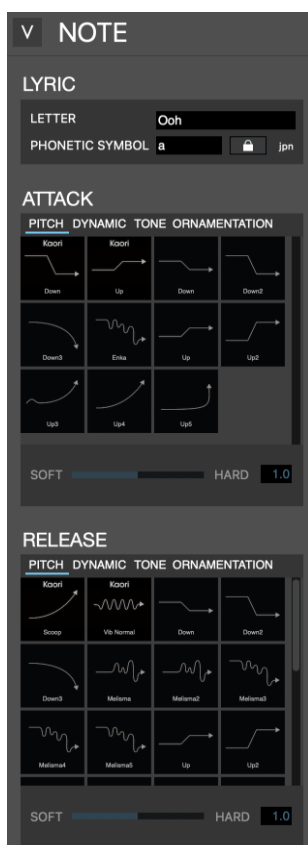 V NOTE
LYRIC
LETTER Ooh
PHONETIC SYMBOL a jpn
ATTACK
PITCH DYNAMIC TONE ORNAMENTATION
Kaori Kaori
Down Up Down Down2
Down3 Enka Up Up2
Up3 Up4 Up5
SOFT HARD 1.0
RELEASE
PITCH DYNAMIC TONE ORNAMENTATION
Kaori Kaori
Scoop Vib Normal Down Down2
Down3 Melisma Melisma2 Melisma3
Melisma4 Melisma5 Up Up2
SOFT HARD 1.0